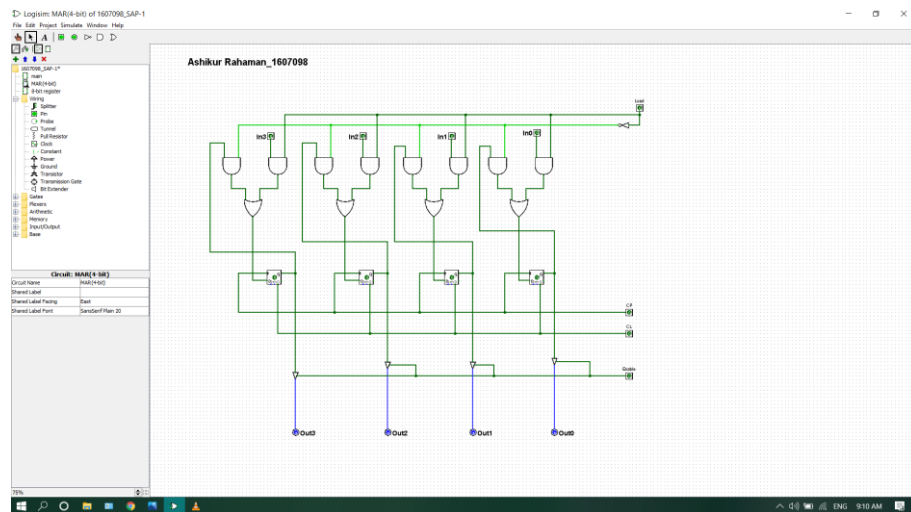 Logisim: MAR(4-bit) of 1607098_SAP-1
File Edit Project Simulate Window Help
1607098_SAP-1*
main
MAR(4-bit)
8-bit register
Wiring
Splitter
Pin
Probe
Tunnel
Pull Resistor
Clock
Constant
Power
Ground
Transistor
Transmission Gate
Bit Extender
Gates
Plexers
Arithmetic
Memory
Input/Output
Base
Circuit: MAR(4-bit)
Circuit Name MAR(4-bit)
Shared Label
Shared Label Facing East
Shared Label Font SansSerif Plain 20
75%
Ashikur Rahaman_1607098
Load
In3
In2
In1
In0
CP
CL
Enable
Out3
Out2
Out1
Out0
ENG 9:10 AM